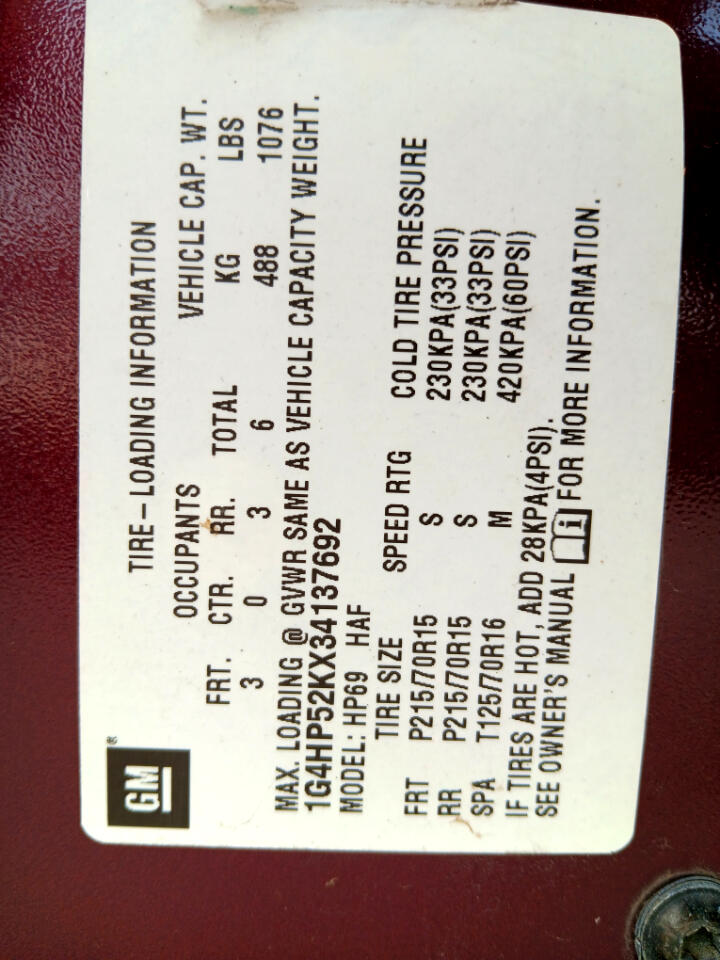 GM®
TIRE-LOADING INFORMATION
OCCUPANTS VEHICLE CAP. WT.
FRT. CTR. RR. TOTAL KG LBS
3 0 3 6 488 1076
MAX. LOADING @ GVWR SAME AS VEHICLE CAPACITY WEIGHT.
1G4HP52KX34137692
MODEL: HP69 HAF
TIRE SIZE SPEED RTG COLD TIRE PRESSURE
FRT P215/70R15 S 230KPA(33PSI)
RR P215/70R15 S 230KPA(33PSI)
SPA T125/70R16 M 420KPA(60PSI)
IF TIRES ARE HOT, ADD 28KPA(4PSI).
SEE OWNER'S MANUAL i FOR MORE INFORMATION.